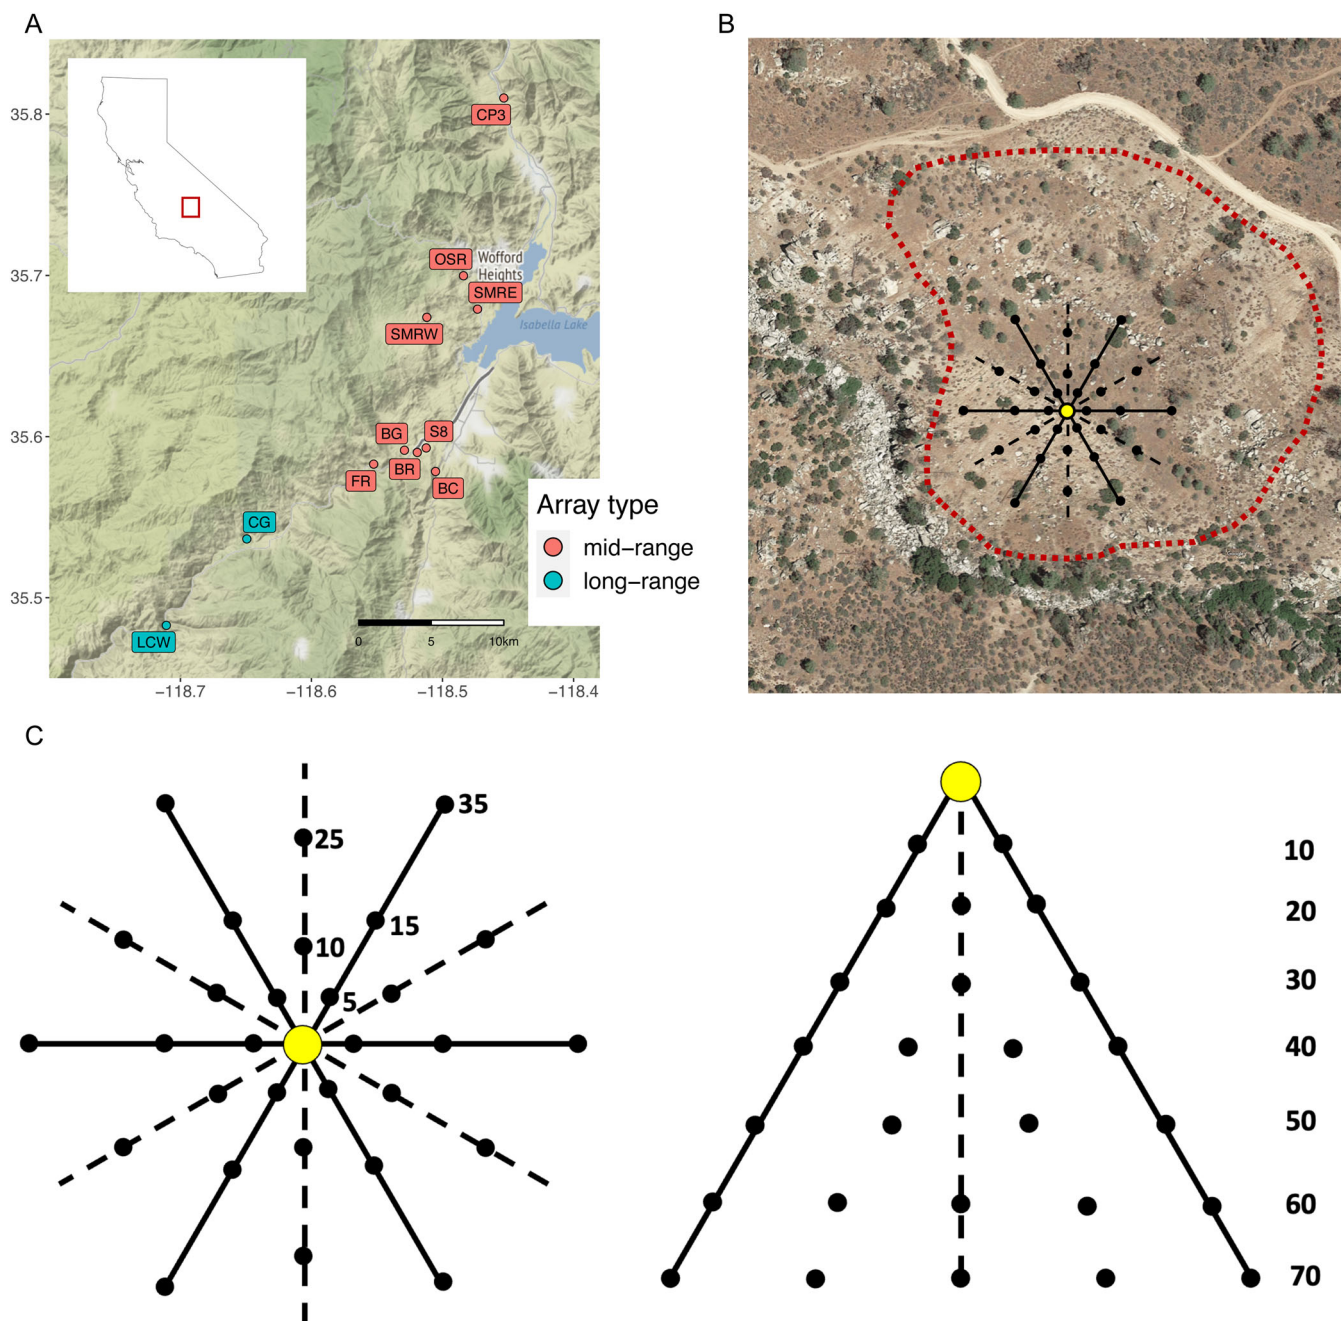 A
B
35.8
CP3
OSR
Wofford
Heights
35.7
SMRE
Isabella Lake
SMRW
BG
S8
35.6
BR
FR
BC
CG
Array type
mid−range
long−range
35.5
LCW
0
5
10km
−118.7
−118.6
−118.5
−118.4
C
35
25
15
10
5
10
20
30
40
50
60
70